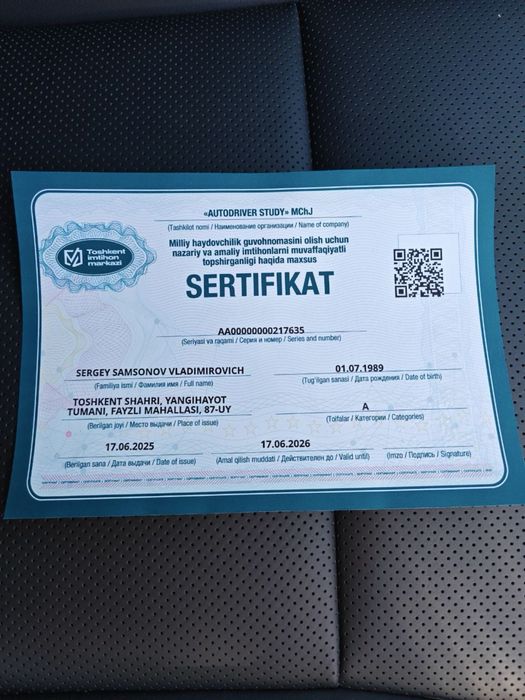 «AUTODRIVER STUDY» MChJ
(Tashkilot nomi / Наименование организации / Name of company)
Toshkent
imtihon
markazi
Milliy haydovchilik guvohnomasini olish uchun
nazariy va amaliy imtihonlarni muvaffaqiyatli
topshirganligi haqida maxsus
SERTIFIKAT
AA00000000217635
(Seriyasi va raqami / Серия и номер / Series and number)
SERGEY SAMSONOV VLADIMIROVICH
(Familiya ismi / Фамилия имя / Full name)
01.07.1989
(Tug'ilgan sanasi / Дата рождения / Date of birth)
TOSHKENT SHAHRI, YANGIHAYOT
TUMANI, FAYZLI MAHALLASI, 87-UY
(Berilgan joyi / Место выдачи / Place of issue)
A
(Toifalar / Категории / Categories)
17.06.2025
(Berilgan sana / Дата выдачи / Date of issue)
17.06.2026
(Amal qilish muddati / Действителен до / Valid until)
(Imzo / Подпись / Signature)